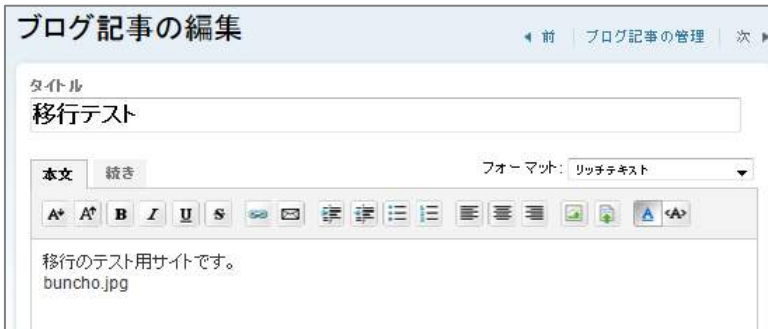 ブログ記事の編集
前 ブログ記事の管理 次
タイトル
移行テスト
本文 続き フォーマット: リッチテキスト
A A B I U S A <A>
移行のテスト用サイトです。
buncho.jpg